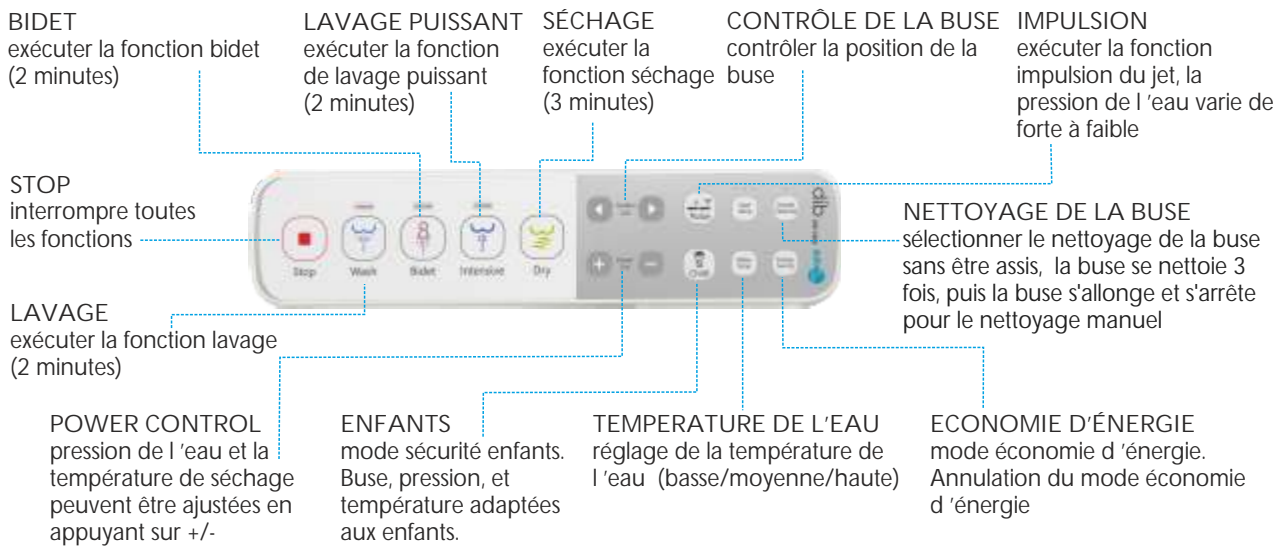 BIDET
exécuter la fonction bidet
(2 minutes)
LAVAGE PUISSANT
exécuter la fonction
de lavage puissant
(2 minutes)
SÉCHAGE
exécuter la
fonction séchage
(3 minutes)
CONTRÔLE DE LA BUSE
contrôler la position de la
buse
IMPULSION
exécuter la fonction
impulsion du jet, la
pression de l 'eau varie de
forte à faible
STOP
interrompre toutes
les fonctions
Stop
Wash
Bidet
Intensive
Dry
Child
NETTOYAGE DE LA BUSE
sélectionner le nettoyage de la buse
sans être assis, la buse se nettoie 3
fois, puis la buse s'allonge et s'arrête
pour le nettoyage manuel
LAVAGE
exécuter la fonction lavage
(2 minutes)
POWER CONTROL
pression de l 'eau et la
température de séchage
peuvent être ajustées en
appuyant sur +/-
ENFANTS
mode sécurité enfants.
Buse, pression, et
température adaptées
aux enfants.
TEMPERATURE DE L'EAU
réglage de la température de
l 'eau (basse/moyenne/haute)
ECONOMIE D'ÉNERGIE
mode économie d 'énergie.
Annulation du mode économie
d 'énergie